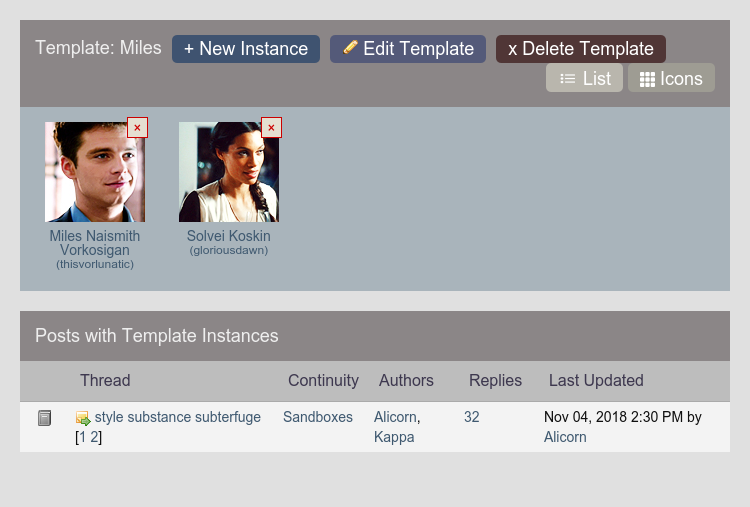 Template: Miles + New Instance Edit Template x Delete Template
List Icons
x x
Miles Naismith Solvei Koskin
Vorkosigan (gloriousdawn)
(thisvorlunatic)
Posts with Template Instances
Thread Continuity Authors Replies Last Updated
style substance subterfuge Sandboxes Alicorn, 32 Nov 04, 2018 2:30 PM by
[1 2] Kappa Alicorn